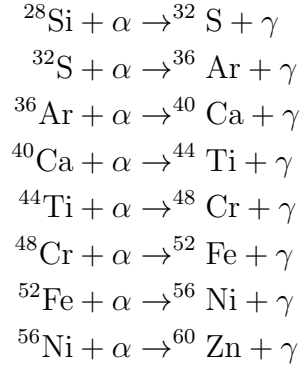 ²⁸Si + α →³² S + γ
³²S + α →³⁶ Ar + γ
³⁶Ar + α →⁴⁰ Ca + γ
⁴⁰Ca + α →⁴⁴ Ti + γ
⁴⁴Ti + α →⁴⁸ Cr + γ
⁴⁸Cr + α →⁵² Fe + γ
⁵²Fe + α →⁵⁶ Ni + γ
⁵⁶Ni + α →⁶⁰ Zn + γ